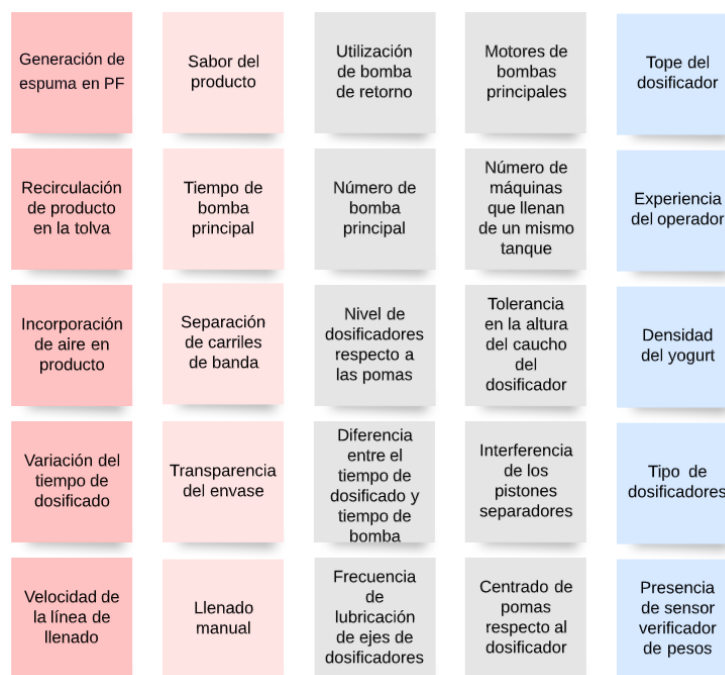 Generación de
espuma en PF
Sabor del
producto
Utilización
de bomba
de retorno
Motores de
bombas
principales
Tope del
dosificador
Recirculación
de producto
en la tolva
Tiempo de
bomba
principal
Número de
bomba
principal
Número de
máquinas
que llenan
de un mismo
tanque
Experiencia
del operador
Incorporación
de aire en
producto
Separación
de carriles
de banda
Nivel de
dosificadores
respecto a
las pomas
Tolerancia
en la altura
del caucho
del
dosificador
Densidad
del yogurt
Variación del
tiempo de
dosificado
Transparencia
del envase
Diferencia
entre el
tiempo de
dosificado y
tiempo de
bomba
Interferencia
de los
pistones
separadores
Tipo de
dosificadores
Velocidad de
la línea de
llenado
Llenado
manual
Frecuencia
de
lubricación
de ejes de
dosificadores
Centrado de
pomas
respecto al
dosificador
Presencia
de sensor
verificador
de pesos